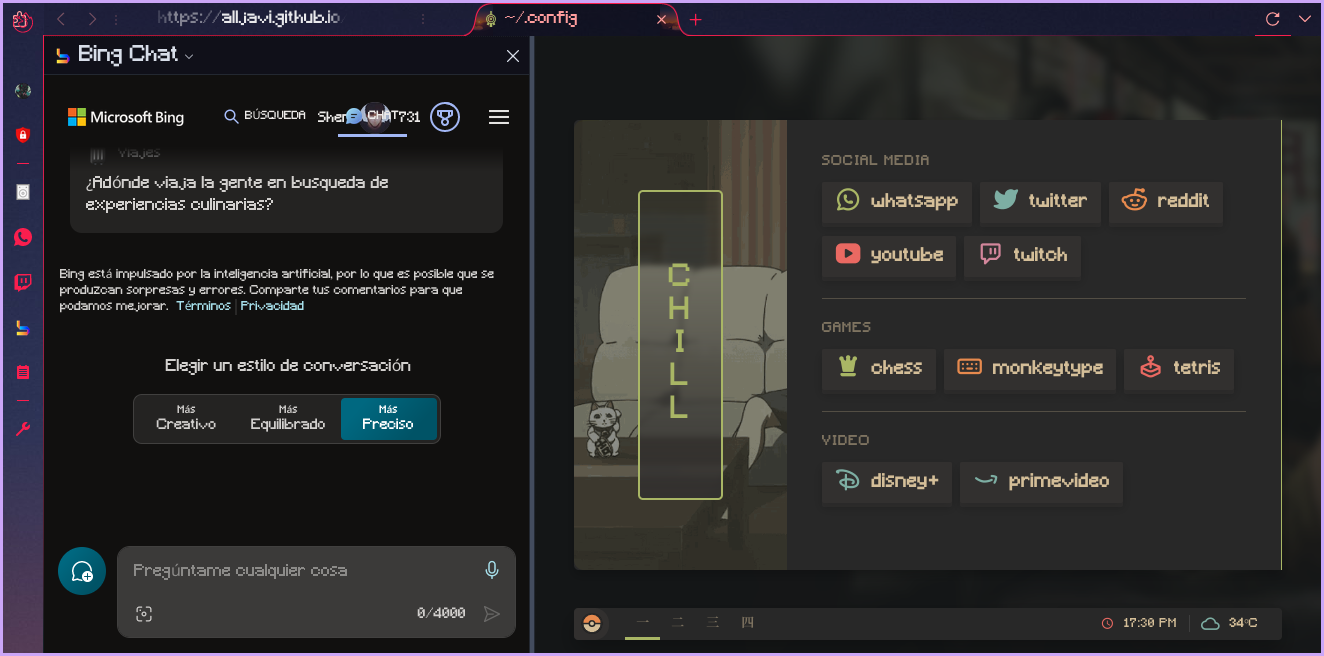 https://all.javi.github.io/
~/.config
Bing Chat
Microsoft Bing
BÚSQUEDA
CHAT
731
Viajes
¿Adónde viaja la gente en busqueda de
experiencias culinarias?
Bing está impulsado por la inteligencia artificial, por lo que es posible que se
produzcan sorpresas y errores. Comparte tus comentarios para que
podamos mejorar. Términos | Privacidad
Elegir un estilo de conversación
Más
Creativo
Más
Equilibrado
Más
Preciso
Pregúntame cualquier cosa
0/4000
CHILL
SOCIAL MEDIA
whatsapp
twitter
reddit
youtube
twitch
GAMES
chess
monkeytype
tetris
VIDEO
disney+
primevideo
一 二 三 四
17:30 PM
34°C